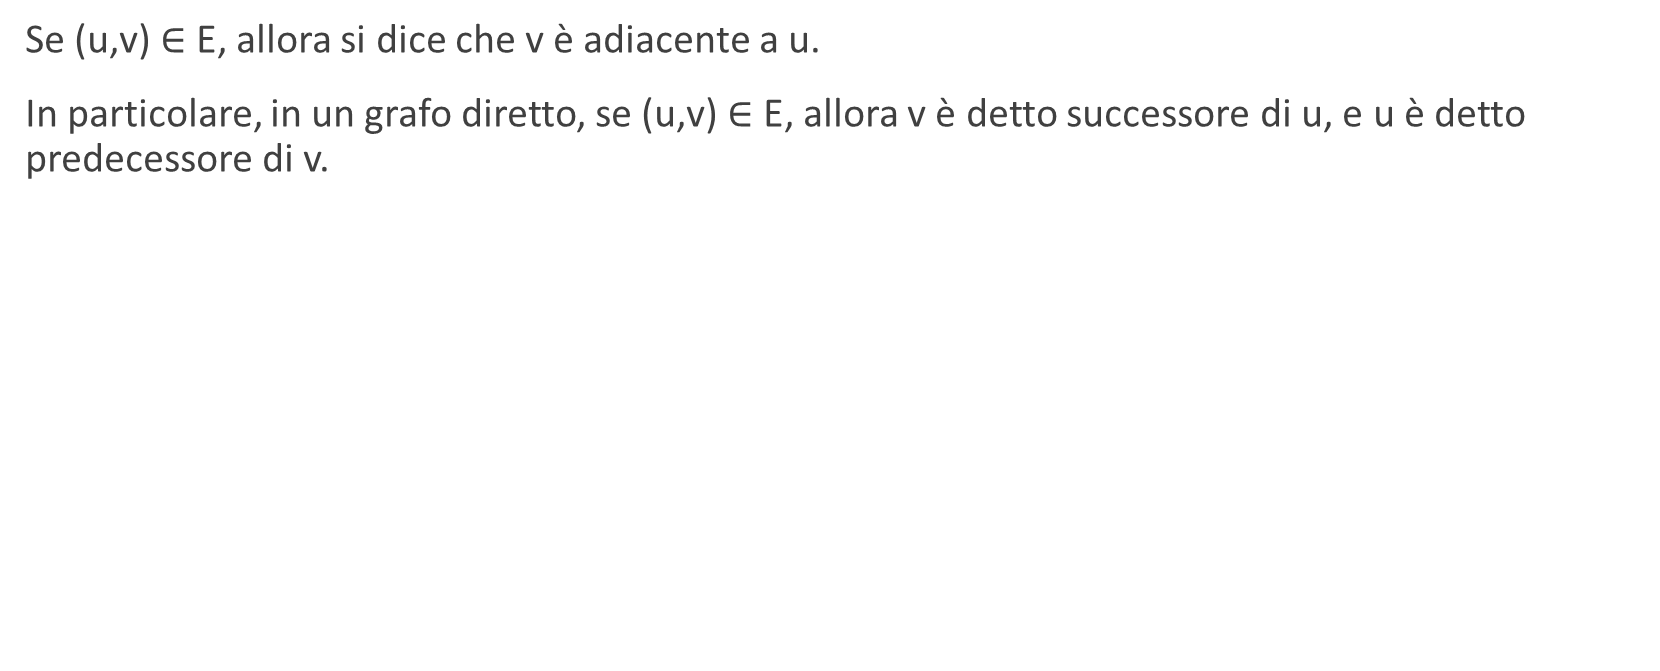 Se (u,v) ∈ E, allora si dice che v è adiacente a u.
In particolare, in un grafo diretto, se (u,v) ∈ E, allora v è detto successore di u, e u è detto
predecessore di v.